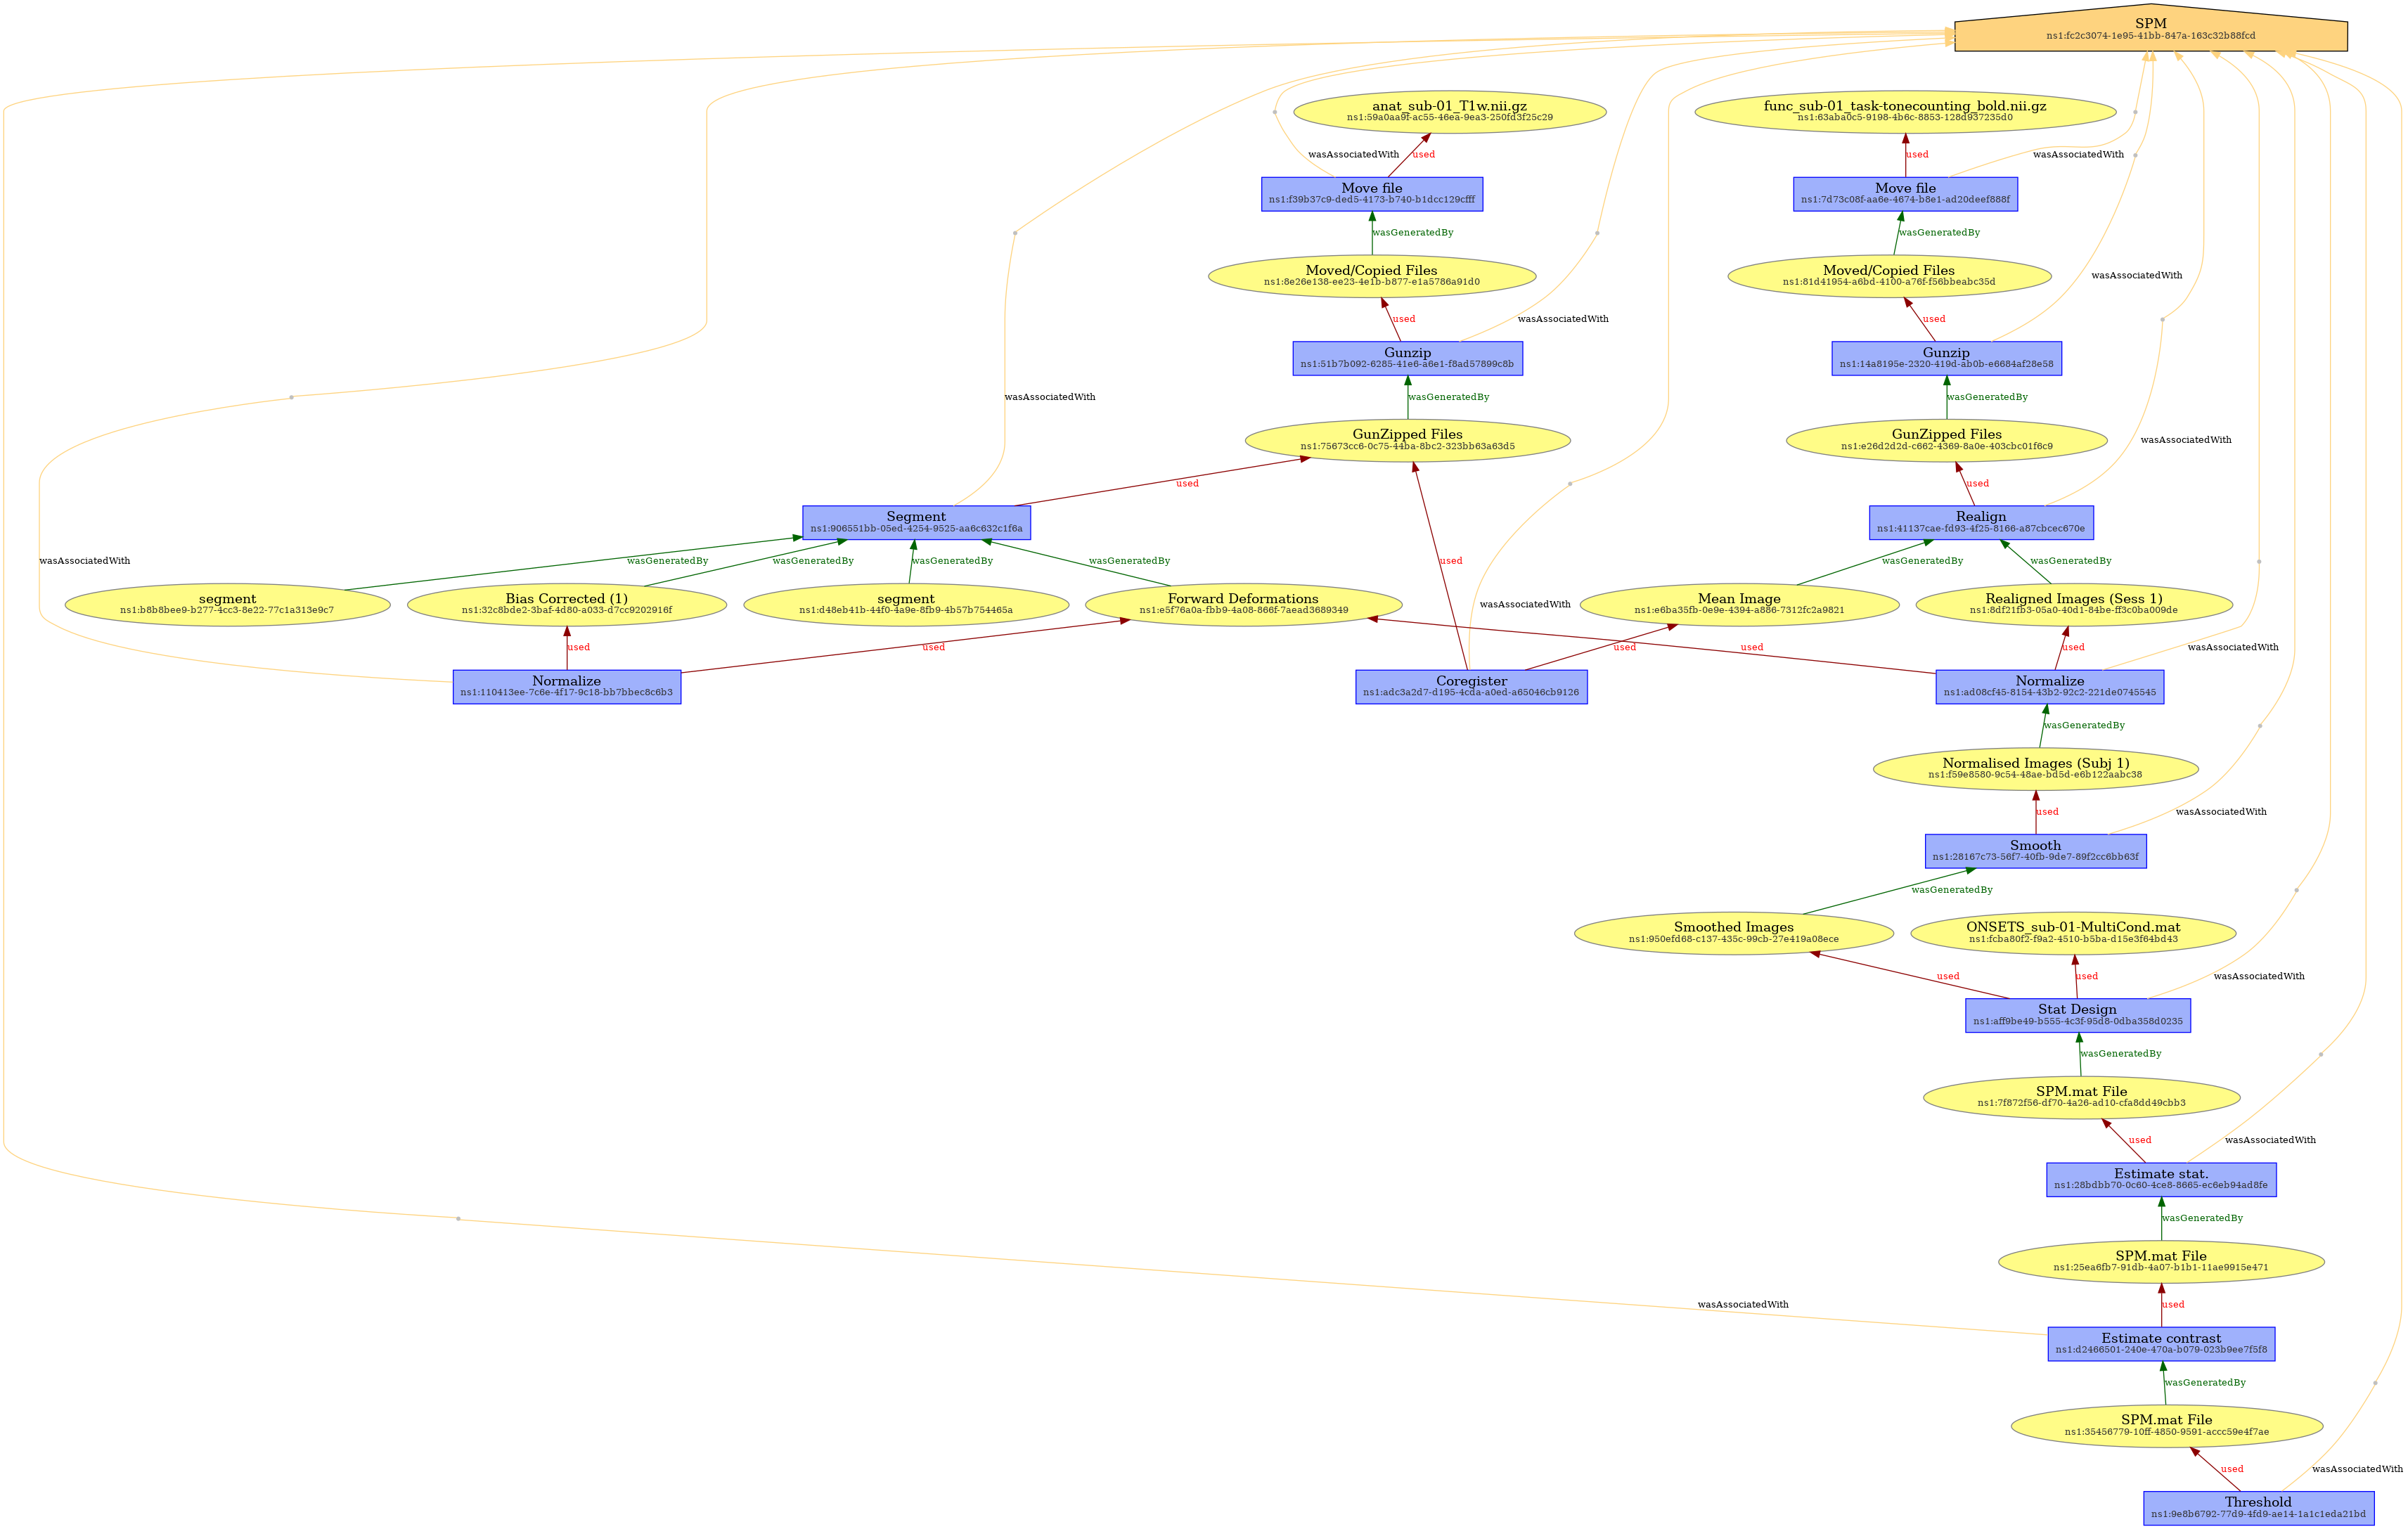 SPM
ns1:fc2c3074-1e95-41bb-847a-163c32b88fcd
anat_sub-01_T1w.nii.gz
ns1:59a0aa9f-ac55-46ea-9ea3-250fd3f25c29
func_sub-01_task-tonecounting_bold.nii.gz
ns1:63aba0c5-9198-4b6c-8853-128d937235d0
wasAssociatedWith
used
used
wasAssociatedWith
Move file
ns1:f39b37c9-ded5-4173-b740-b1dcc129cfff
Move file
ns1:7d73c08f-aa6e-4674-b8e1-ad20deef888f
wasGeneratedBy
wasGeneratedBy
Moved/Copied Files
ns1:8e26e138-ee23-4e1b-b877-e1a5786a91d0
Moved/Copied Files
ns1:81d41954-a6bd-4100-a76f-f56bbeabc35d
wasAssociatedWith
used
wasAssociatedWith
used
Gunzip
ns1:51b7b092-6285-41e6-a6e1-f8ad57899c8b
Gunzip
ns1:14a8195e-2320-419d-ab0b-e6684af28e58
wasAssociatedWith
wasGeneratedBy
wasGeneratedBy
GunZipped Files
ns1:75673cc6-0c75-44ba-8bc2-323bb63a63d5
GunZipped Files
ns1:e26d2d2d-c662-4369-8a0e-403cbc01f6c9
wasAssociatedWith
used
used
Segment
ns1:906551bb-05ed-4254-9525-aa6c632c1f6a
Realign
ns1:41137cae-fd93-4f25-8166-a87cbcec670e
wasAssociatedWith
wasGeneratedBy
wasGeneratedBy
wasGeneratedBy
wasGeneratedBy
used
wasGeneratedBy
wasGeneratedBy
segment
ns1:b8b8bee9-b277-4cc3-8e22-77c1a313e9c7
Bias Corrected (1)
ns1:32c8bde2-3baf-4d80-a033-d7cc9202916f
segment
ns1:d48eb41b-44f0-4a9e-8fb9-4b57b754465a
Forward Deformations
ns1:e5f76a0a-fbb9-4a08-866f-7aead3689349
wasAssociatedWith
Mean Image
ns1:e6ba35fb-0e9e-4394-a886-7312fc2a9821
Realigned Images (Sess 1)
ns1:8df21fb3-05a0-40d1-84be-ff3c0ba009de
used
used
used
used
used
wasAssociatedWith
Normalize
ns1:110413ee-7c6e-4f17-9c18-bb7bbec8c6b3
Coregister
ns1:adc3a2d7-d195-4cda-a0ed-a65046cb9126
Normalize
ns1:ad08cf45-8154-43b2-92c2-221de0745545
wasGeneratedBy
Normalised Images (Subj 1)
ns1:f59e8580-9c54-48ae-bd5d-e6b122aabc38
used
wasAssociatedWith
Smooth
ns1:28167c73-56f7-40fb-9de7-89f2cc6bb63f
wasGeneratedBy
Smoothed Images
ns1:950efd68-c137-435c-99cb-27e419a08ece
ONSETS_sub-01-MultiCond.mat
ns1:fcba80f2-f9a2-4510-b5ba-d15e3f64bd43
used
used
wasAssociatedWith
Stat Design
ns1:aff9be49-b555-4c3f-95d8-0dba358d0235
wasGeneratedBy
SPM.mat File
ns1:7f872f56-df70-4a26-ad10-cfa8dd49cbb3
used
wasAssociatedWith
Estimate stat.
ns1:28bdbb70-0c60-4ce8-8665-ec6eb94ad8fe
wasGeneratedBy
SPM.mat File
ns1:25ea6fb7-91db-4a07-b1b1-11ae9915e471
wasAssociatedWith
used
Estimate contrast
ns1:d2466501-240e-470a-b079-023b9ee7f5f8
wasGeneratedBy
SPM.mat File
ns1:35456779-10ff-4850-9591-accc59e4f7ae
used
wasAssociatedWith
Threshold
ns1:9e8b6792-77d9-4fd9-ae14-1a1c1eda21bd